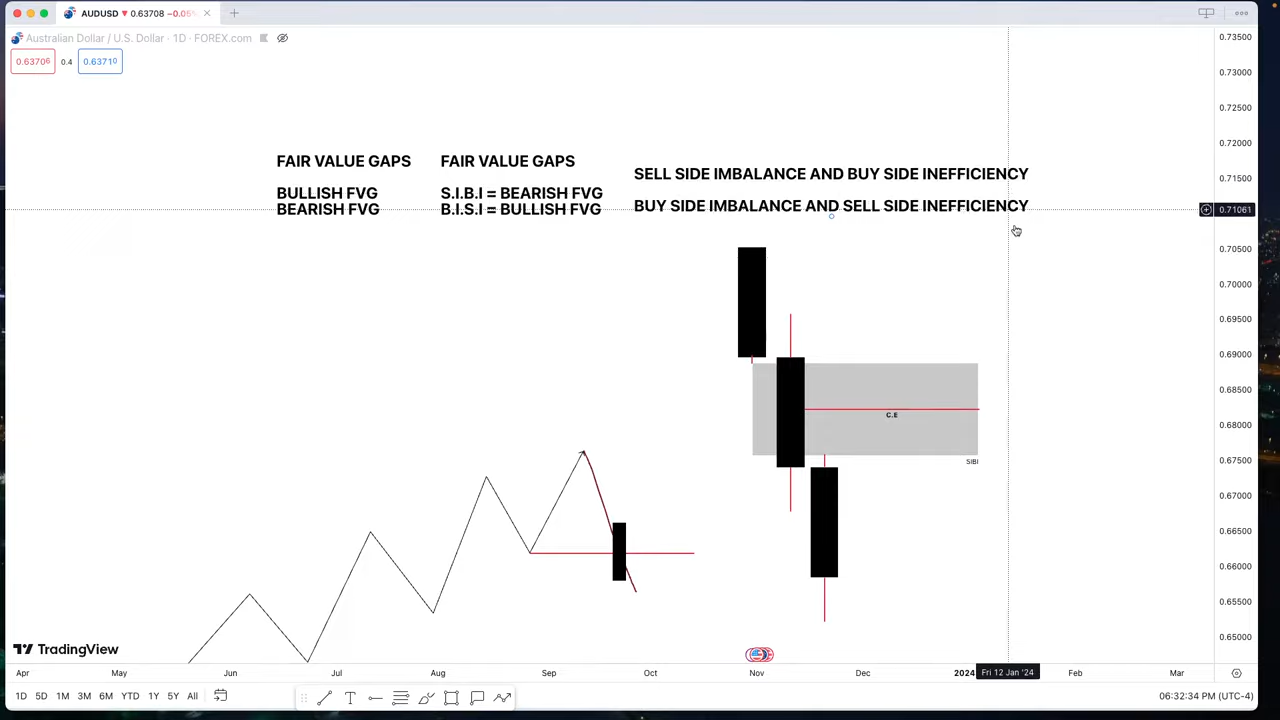 AUDUSD ▼ 0.63708 −0.05%
Australian Dollar / U.S. Dollar · 1D · FOREX.com
0.63706 0.4 0.63710
FAIR VALUE GAPS
BULLISH FVG
BEARISH FVG
FAIR VALUE GAPS
S.I.B.I = BEARISH FVG
B.I.S.I = BULLISH FVG
SELL SIDE IMBALANCE AND BUY SIDE INEFFICIENCY
BUY SIDE IMBALANCE AND SELL SIDE INEFFICIENCY
C.E
SIBI
0.73500
0.73000
0.72500
0.72000
0.71500
0.71061
0.70500
0.70000
0.69500
0.69000
0.68500
0.68000
0.67500
0.67000
0.66500
0.66000
0.65500
0.65000
TradingView
Apr May Jun Jul Aug Sep Oct Nov Dec 2024 Fri 12 Jan '24 Feb Mar
1D 5D 1M 3M 6M YTD 1Y 5Y All
06:32:34 PM (UTC-4)